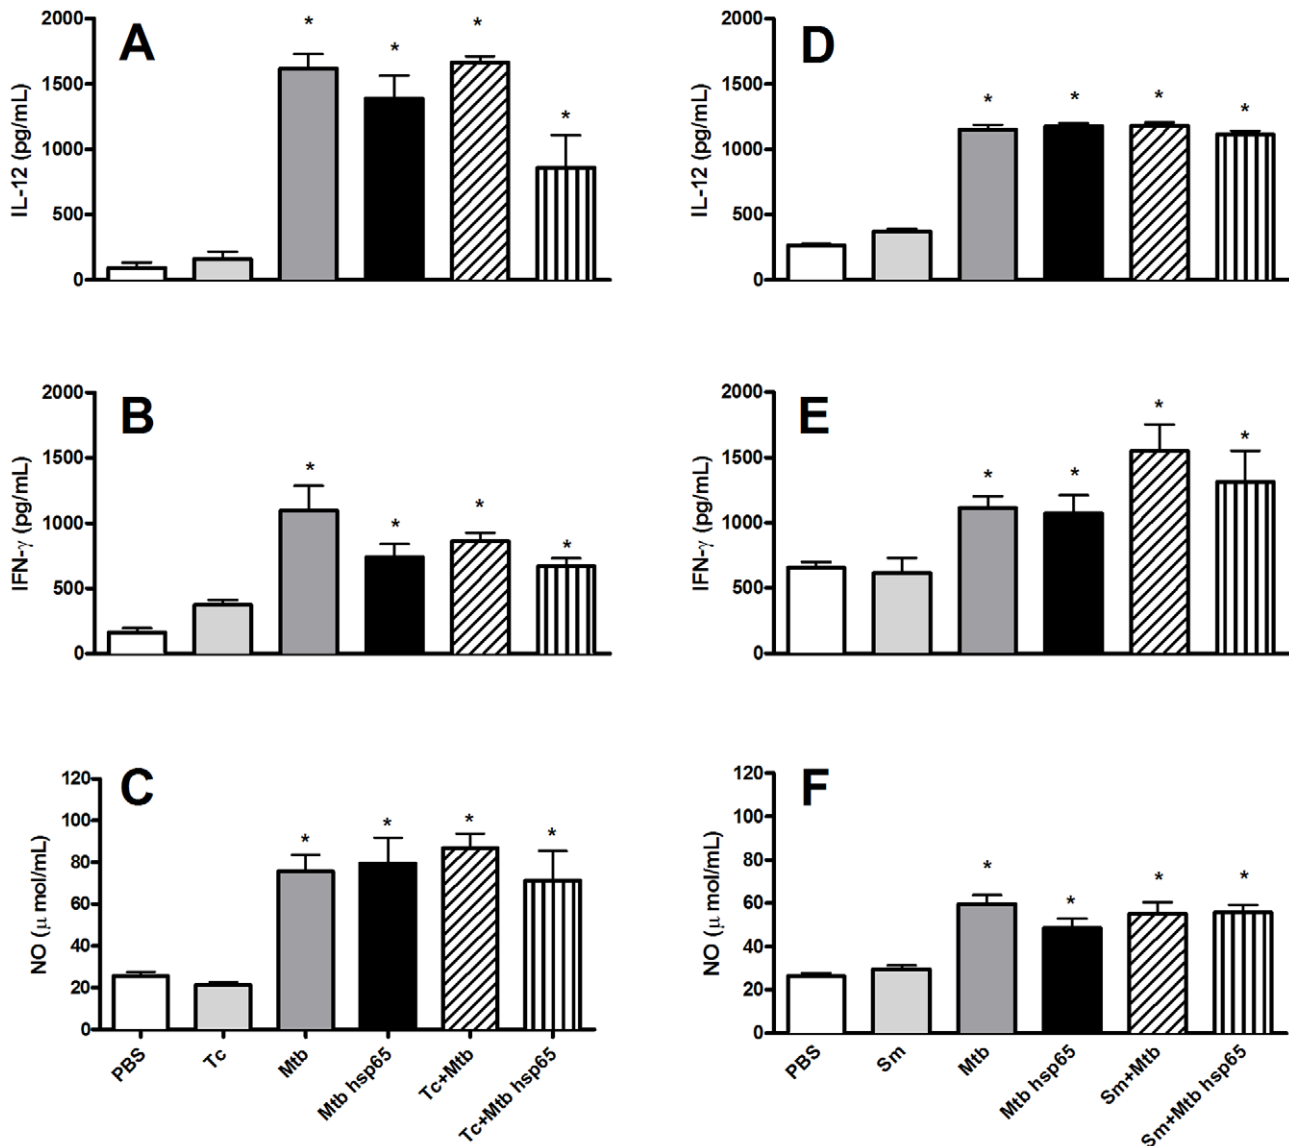 A
IL-12 (pg/mL)
2000
1500
1000
500
0
* * * *
D
IL-12 (pg/mL)
2000
1500
1000
500
0
* * * *
B
IFN-γ (pg/mL)
2000
1500
1000
500
0
* * * *
E
IFN-γ (pg/mL)
2000
1500
1000
500
0
* * * *
C
NO (μ mol/mL)
120
100
80
60
40
20
0
* * * *
PBS
Tc
Mtb
Mtb hsp65
Tc+Mtb
Tc+Mtb hsp65
F
NO (μ mol/mL)
120
100
80
60
40
20
0
* * * *
PBS
Sm
Mtb
Mtb hsp65
Sm+Mtb
Sm+Mtb hsp65